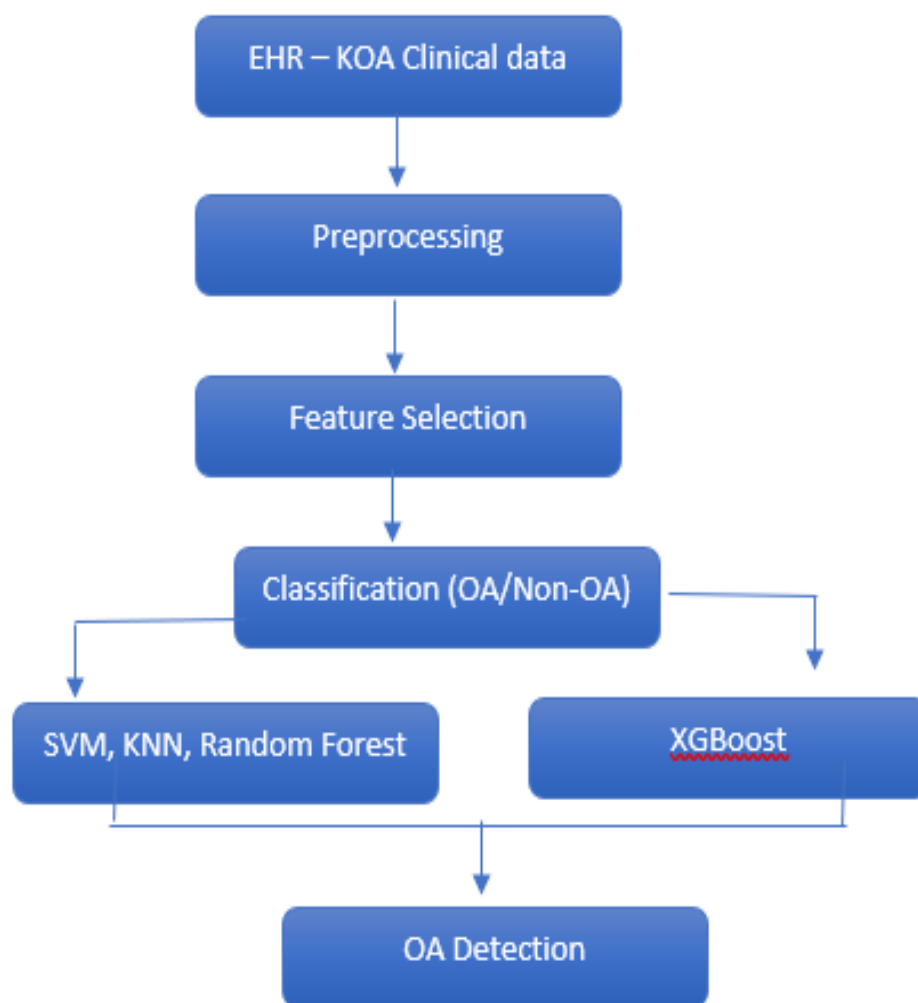 EHR – KOA Clinical data
Preprocessing
Feature Selection
Classification (OA/Non-OA)
SVM, KNN, Random Forest
XGBoost
OA Detection